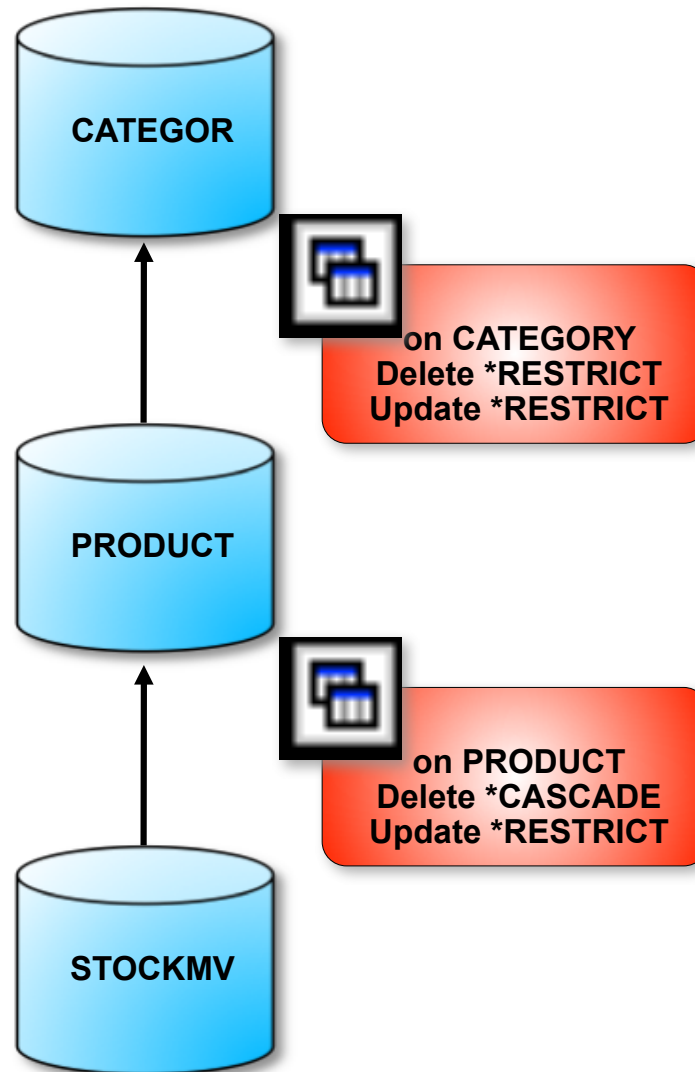 CATEGOR
on CATEGORY
Delete *RESTRICT
Update *RESTRICT
PRODUCT
on PRODUCT
Delete *CASCADE
Update *RESTRICT
STOCKMV